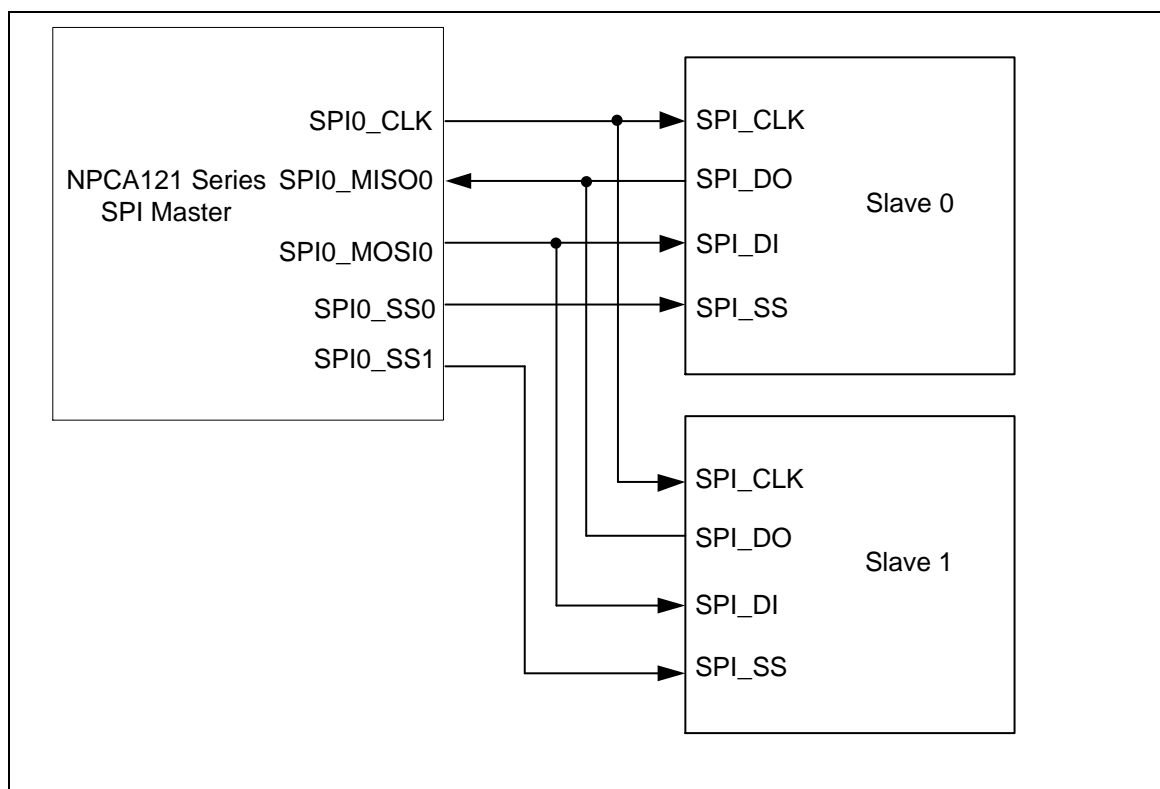 NPCA121 Series
SPI Master
SPI0_CLK
SPI0_MISO0
SPI0_MOSI0
SPI0_SS0
SPI0_SS1
SPI_CLK
SPI_DO
SPI_DI
SPI_SS
Slave 0
SPI_CLK
SPI_DO
SPI_DI
SPI_SS
Slave 1